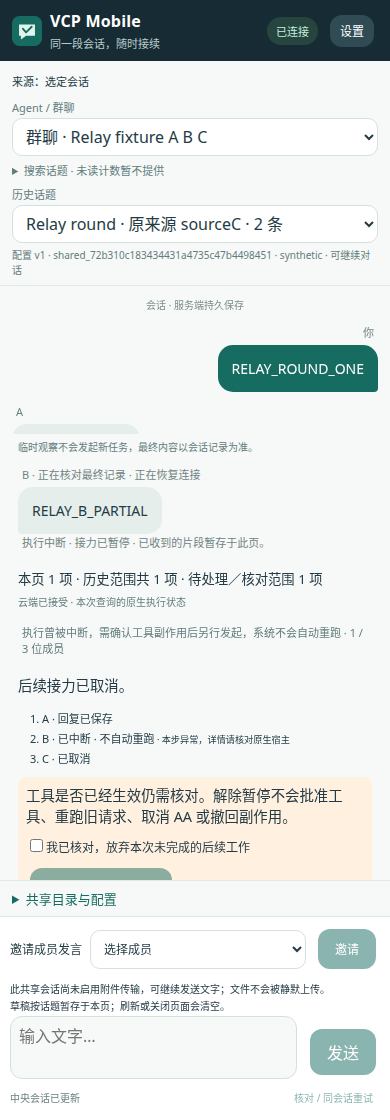 VCP Mobile
同一段会话，随时接续
已连接
设置
来源：选定会话
Agent / 群聊
群聊 · Relay fixture A B C
搜索话题 · 未读计数暂不提供
历史话题
Relay round · 原来源 sourceC · 2 条
配置 v1 · shared_72b310c183434431a4735c47b4498451 · synthetic · 可继续对
话
会话 · 服务端持久保存
你
RELAY_ROUND_ONE
A
临时观察不会发起新任务，最终内容以会话记录为准。
B · 正在核对最终记录 · 正在恢复连接
RELAY_B_PARTIAL
执行中断 · 接力已暂停 · 已收到的片段暂存于此页。
本页 1 项 · 历史范围共 1 项 · 待处理／核对范围 1 项
云端已接受 · 本次查询的原生执行状态
执行曾被中断，需确认工具副作用后另行发起，系统不会自动重跑 · 1 /
3 位成员
后续接力已取消。
1. A · 回复已保存
2. B · 已中断 · 不自动重跑 · 本步异常，详情请核对原生宿主
3. C · 已取消
工具是否已经生效仍需核对。解除暂停不会批准工
具、重跑旧请求、取消 AA 或撤回副作用。
我已核对，放弃本次未完成的后续工作
共享目录与配置
邀请成员发言
选择成员
邀请
此共享会话尚未启用附件传输，可继续发送文字；文件不会被静默上传。
草稿按话题暂存于本页；刷新或关闭页面会清空。
输入文字…
发送
中央会话已更新
核对 / 同会话重试